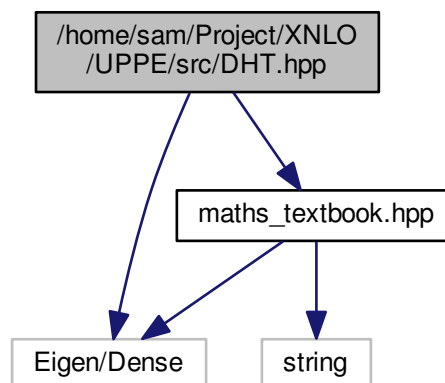 /home/sam/Project/XNLO
/UPPE/src/DHT.hpp
maths_textbook.hpp
Eigen/Dense
string